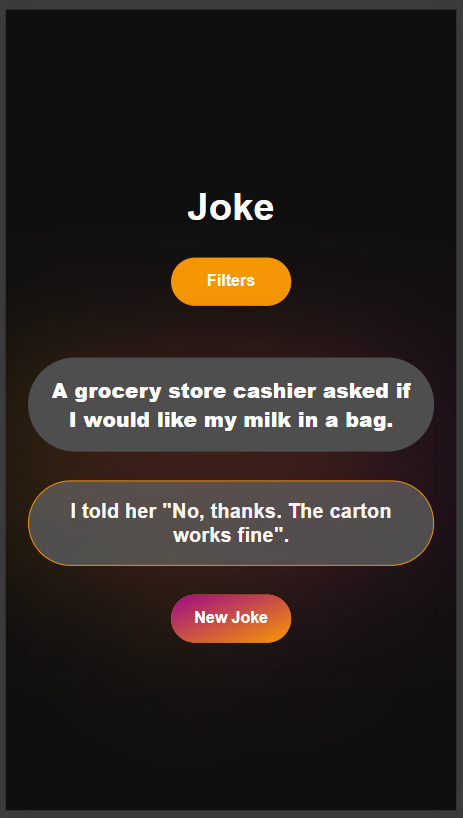 Joke
Filters
A grocery store cashier asked if
I would like my milk in a bag.
I told her "No, thanks. The carton
works fine".
New Joke